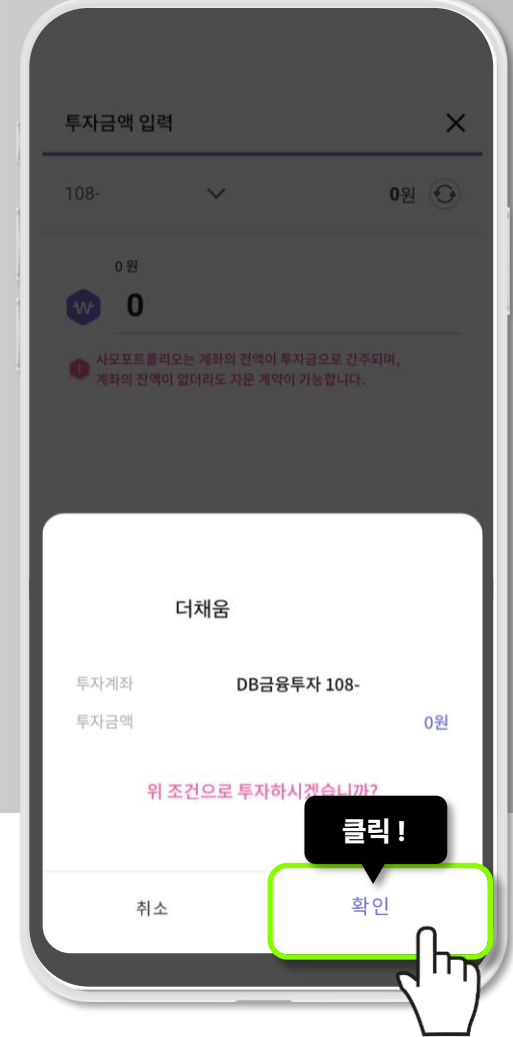 투자금액 입력
108-
0원
0 원
0
사모포트폴리오는 계좌의 전액이 투자금으로 간주되며,
계좌의 잔액이 없더라도 자문 계약이 가능합니다.
더채움
투자계좌 DB금융투자 108-
투자금액 0원
위 조건으로 투자하시겠습니까?
클릭 !
취소 확인